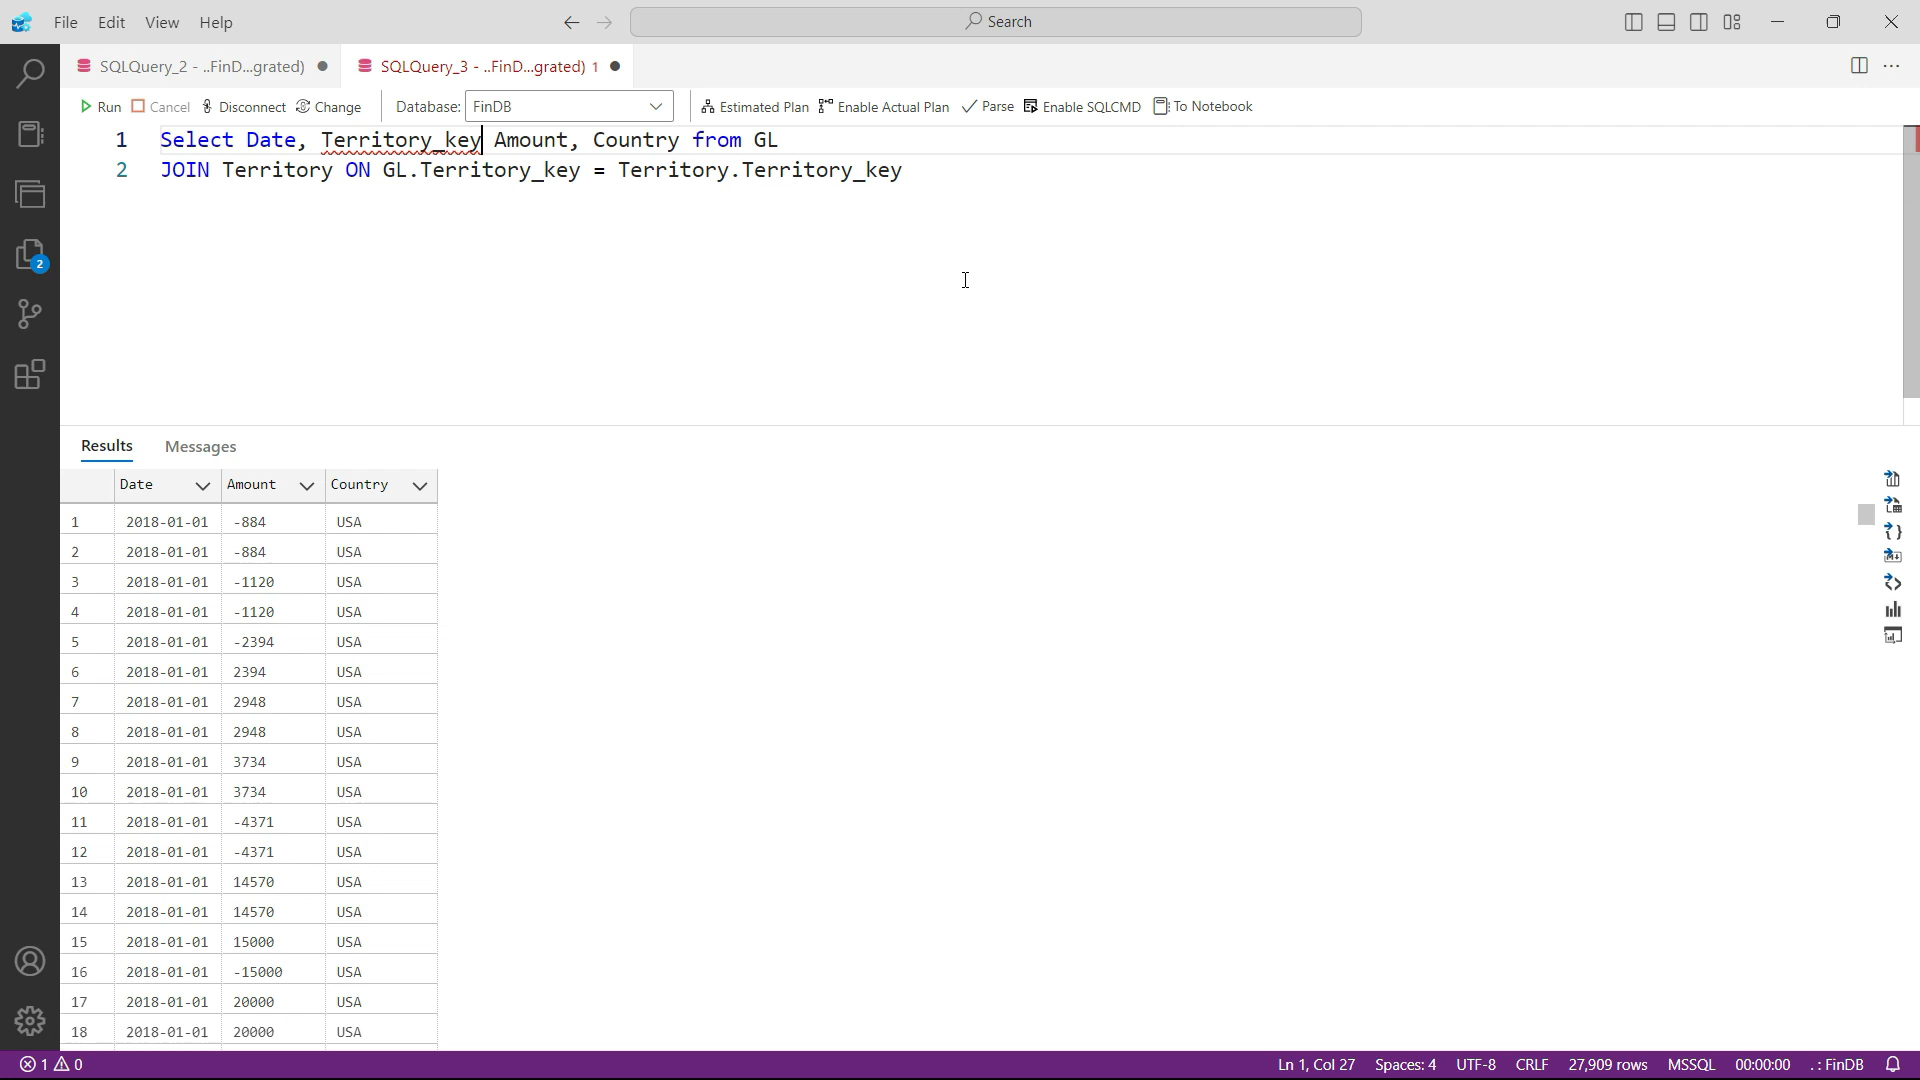 File Edit View Help Search
SQLQuery_2 - ..FinD...grated) SQLQuery_3 - ..FinD...grated) 1
Run Cancel Disconnect Change Database: FinDB Estimated Plan Enable Actual Plan Parse Enable SQLCMD To Notebook
1 Select Date, Territory_key Amount, Country from GL
2 JOIN Territory ON GL.Territory_key = Territory.Territory_key
2
Results Messages
Date Amount Country
1 2018-01-01 -884 USA
2 2018-01-01 -884 USA
3 2018-01-01 -1120 USA
4 2018-01-01 -1120 USA
5 2018-01-01 -2394 USA
6 2018-01-01 2394 USA
7 2018-01-01 2948 USA
8 2018-01-01 2948 USA
9 2018-01-01 3734 USA
10 2018-01-01 3734 USA
11 2018-01-01 -4371 USA
12 2018-01-01 -4371 USA
13 2018-01-01 14570 USA
14 2018-01-01 14570 USA
15 2018-01-01 15000 USA
16 2018-01-01 -15000 USA
17 2018-01-01 20000 USA
18 2018-01-01 20000 USA
1 0 Ln 1, Col 27 Spaces: 4 UTF-8 CRLF 27,909 rows MSSQL 00:00:00 . : FinDB